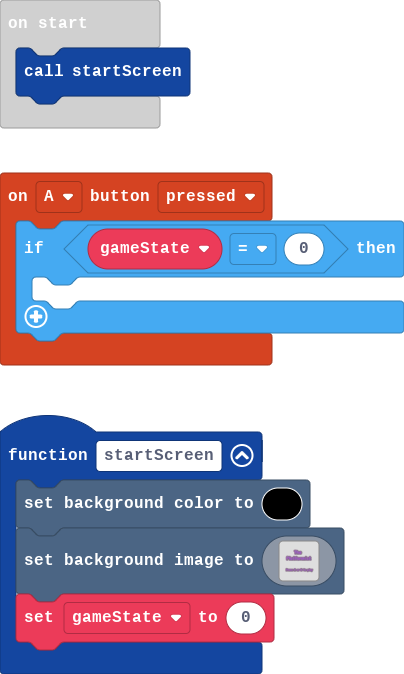 on start
call startScreen
on A button pressed
if gameState = 0 then
function startScreen
set background color to
set background image to
set gameState to 0